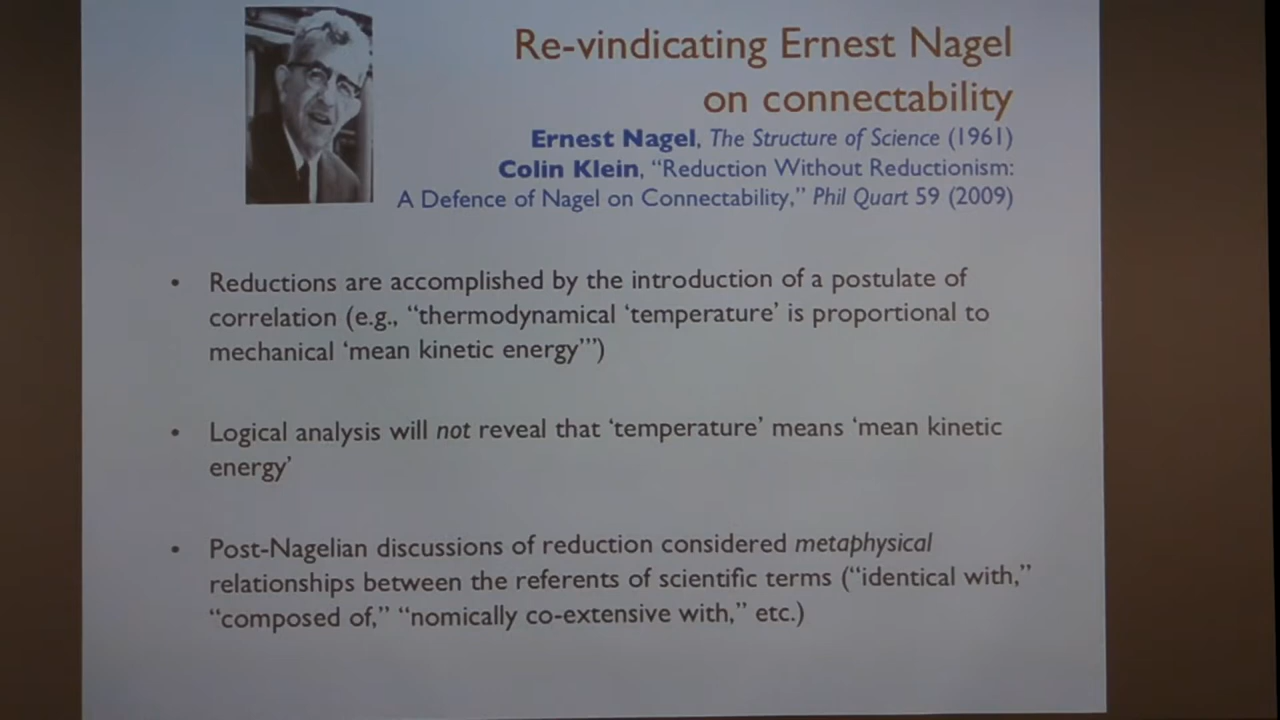 Re-vindicating Ernest Nagel
on connectability
Ernest Nagel, The Structure of Science (1961)
Colin Klein, “Reduction Without Reductionism:
A Defence of Nagel on Connectability,” Phil Quart 59 (2009)
• Reductions are accomplished by the introduction of a postulate of
correlation (e.g., “thermodynamical ‘temperature’ is proportional to
mechanical ‘mean kinetic energy’”)
• Logical analysis will not reveal that ‘temperature’ means ‘mean kinetic
energy’
• Post-Nagelian discussions of reduction considered metaphysical
relationships between the referents of scientific terms (“identical with,”
“composed of,” “nomically co-extensive with,” etc.)